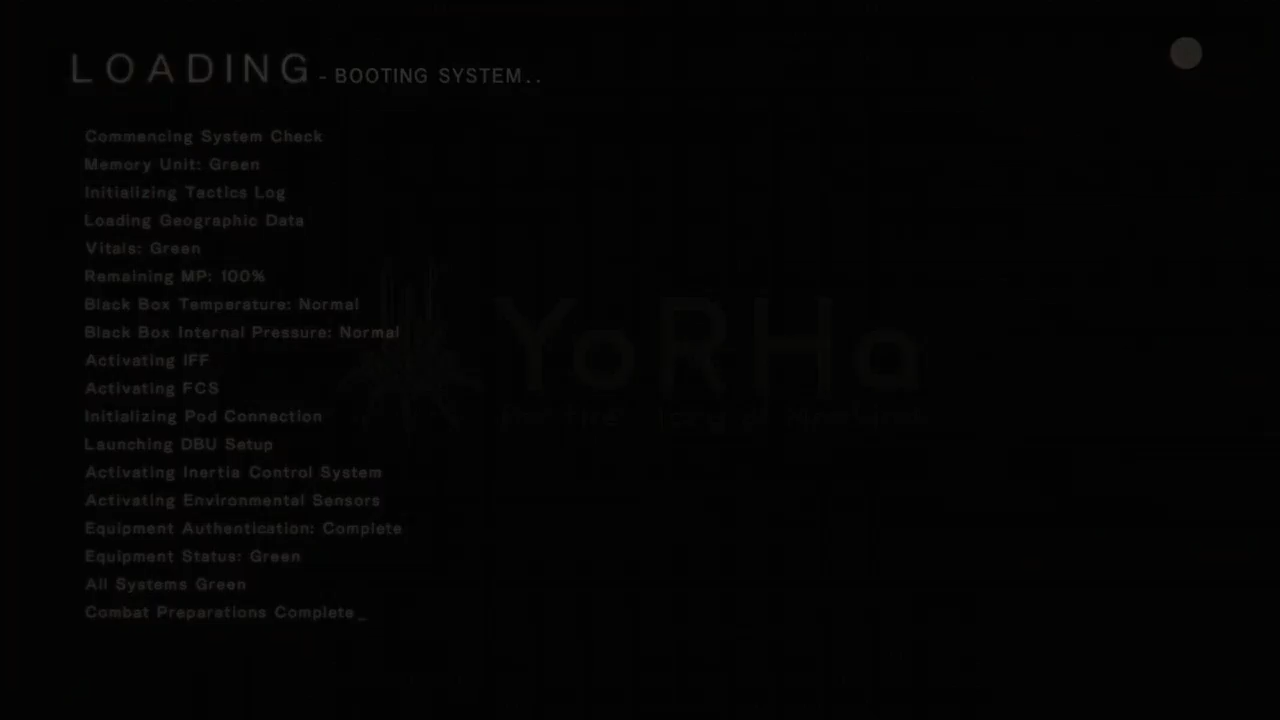 LOADING - BOOTING SYSTEM..
Commencing System Check
Memory Unit: Green
Initializing Tactics Log
Loading Geographic Data
Vitals: Green
Remaining MP: 100%
Black Box Temperature: Normal
Black Box Internal Pressure: Normal
Activating IFF
Activating FCS
Initializing Pod Connection
Launching DBU Setup
Activating Inertia Control System
Activating Environmental Sensors
Equipment Authentication: Complete
Equipment Status: Green
All Systems Green
Combat Preparations Complete_
YoRHa